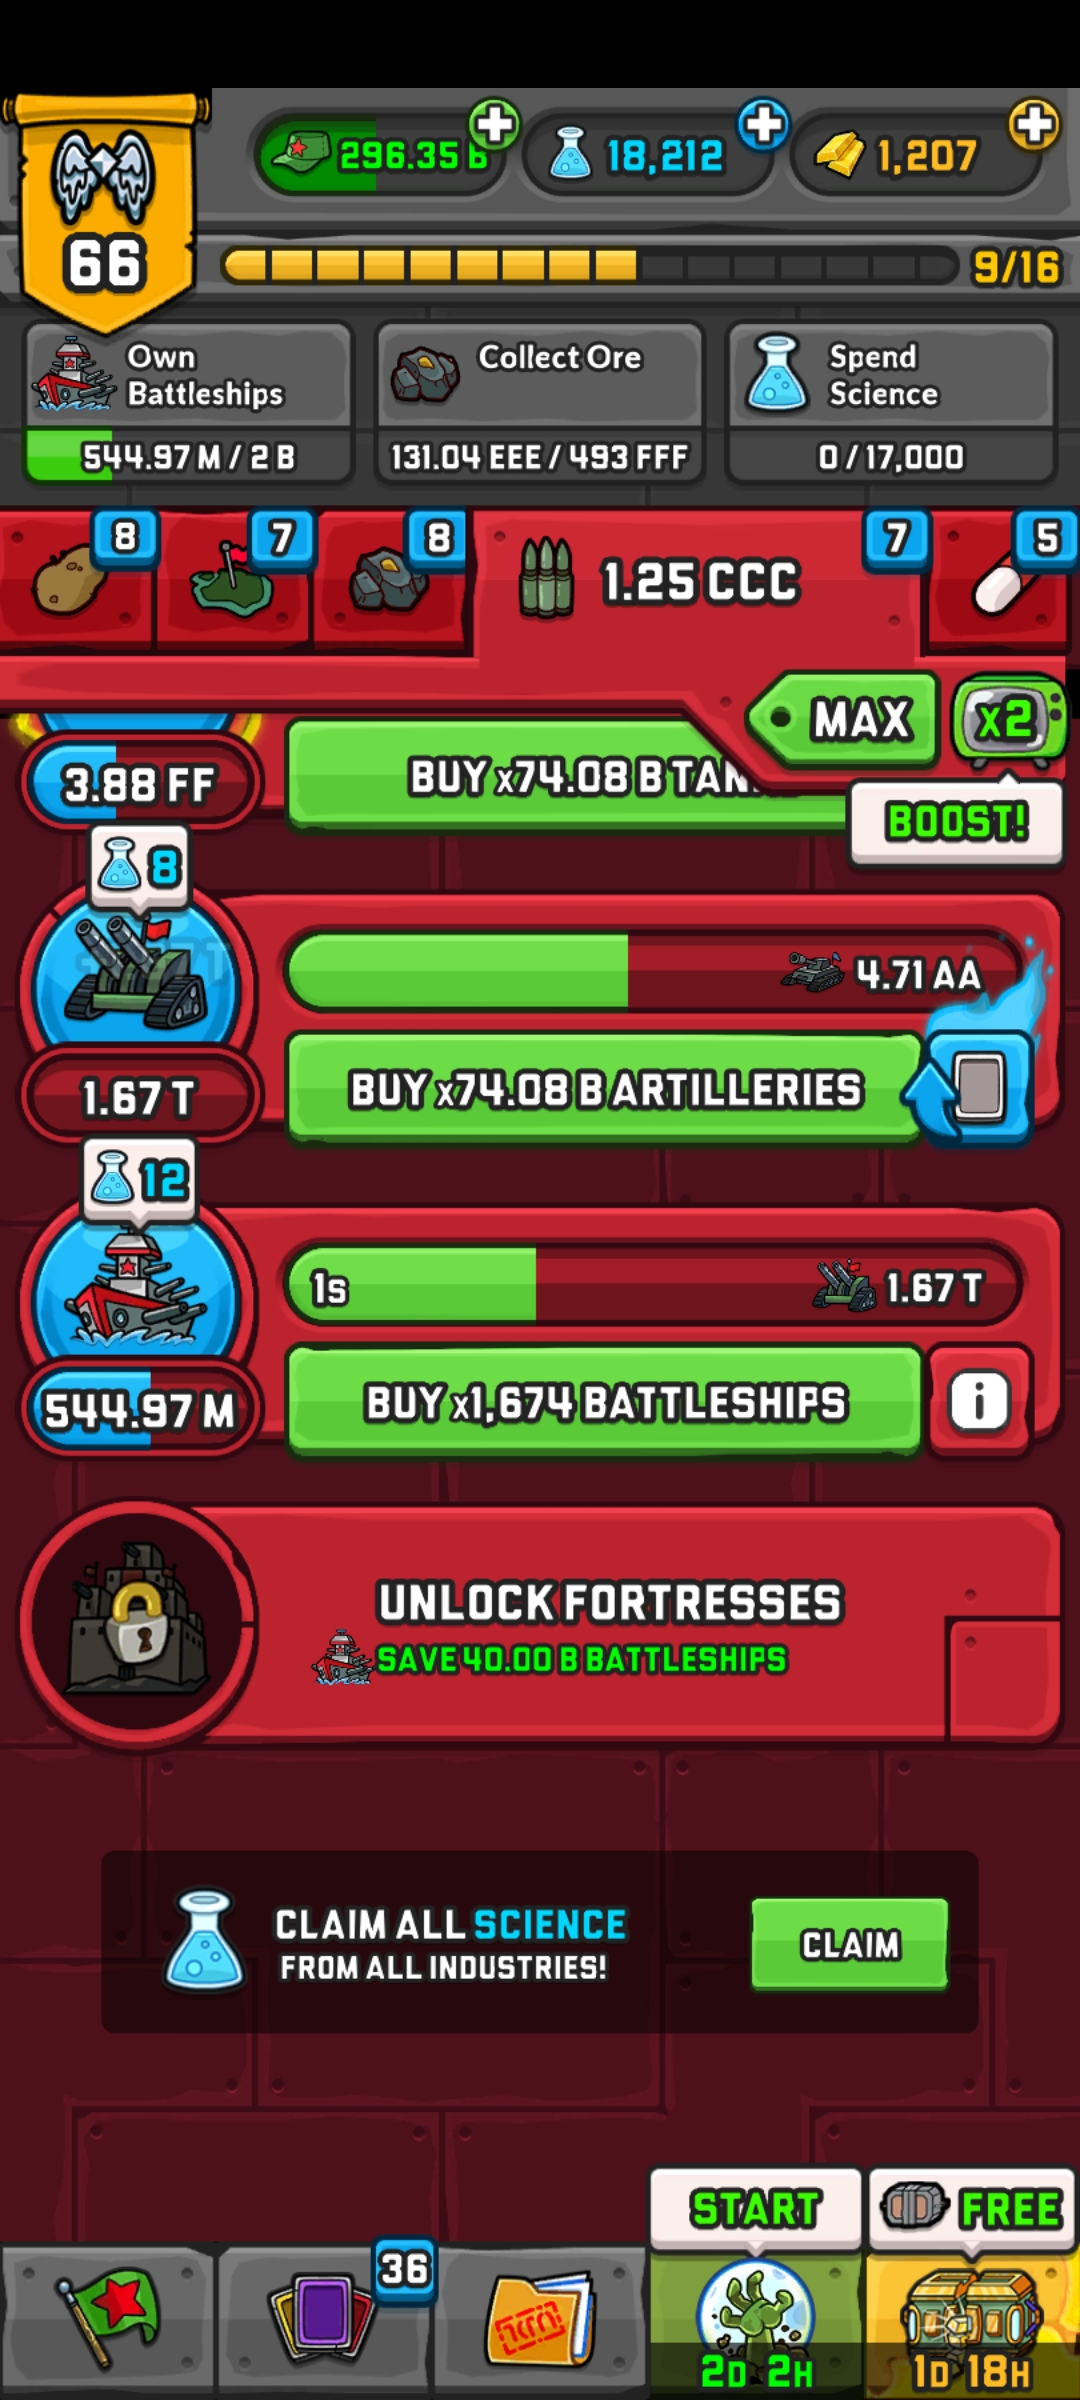 296.35 B
18,212
1,207
66
9/16
Own
Battleships
544.97 M / 2 B
Collect Ore
131.04 EEE / 493 FFF
Spend
Science
0 / 17,000
8
7
8
1.25 CCC
7
5
MAX
x2
BOOST!
3.88 FF
BUY x74.08 B TAN
8
4.71 AA
1.67 T
BUY x74.08 B ARTILLERIES
12
1s
1.67 T
544.97 M
BUY x1,674 BATTLESHIPS
i
UNLOCK FORTRESSES
SAVE 40.00 B BATTLESHIPS
CLAIM ALL SCIENCE
FROM ALL INDUSTRIES!
CLAIM
START
FREE
36
2D 2H
1D 18H